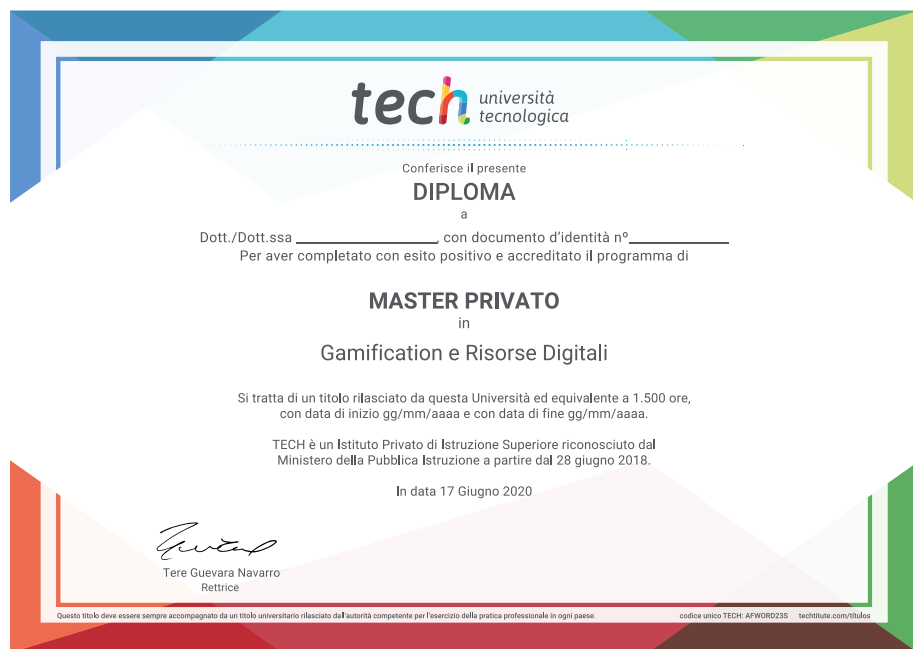 tech università
tecnologica
Conferisce il presente
DIPLOMA
a
Dott./Dott.ssa ________________, con documento d'identità nº____________
Per aver completato con esito positivo e accreditato il programma di
MASTER PRIVATO
in
Gamification e Risorse Digitali
Si tratta di un titolo rilasciato da questa Università ed equivalente a 1.500 ore,
con data di inizio gg/mm/aaaa e con data di fine gg/mm/aaaa.
TECH è un Istituto Privato di Istruzione Superiore riconosciuto dal
Ministero della Pubblica Istruzione a partire dal 28 giugno 2018.
In data 17 Giugno 2020
Tere Guevara Navarro
Rettrice
Questo titolo deve essere sempre accompagnato da un titolo universitario rilasciato dall'autorità competente per l'esercizio della pratica professionale in ogni paese. codice unico TECH: AFWORD23S techtitute.com/títulos